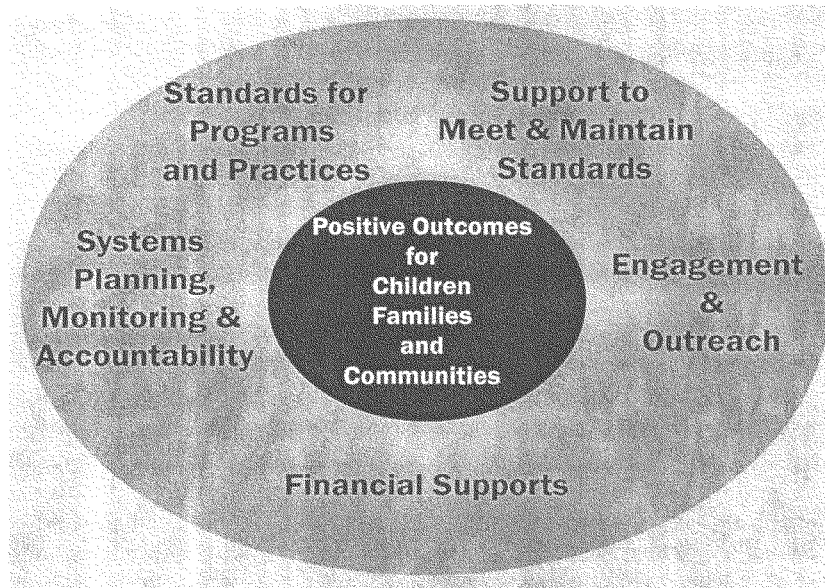 Standards for
Programs
and Practices
Support to
Meet & Maintain
Standards
Systems
Planning,
Monitoring &
Accountability
Positive Outcomes
for
Children
Families
and
Communities
Engagement
&
Outreach
Financial Supports